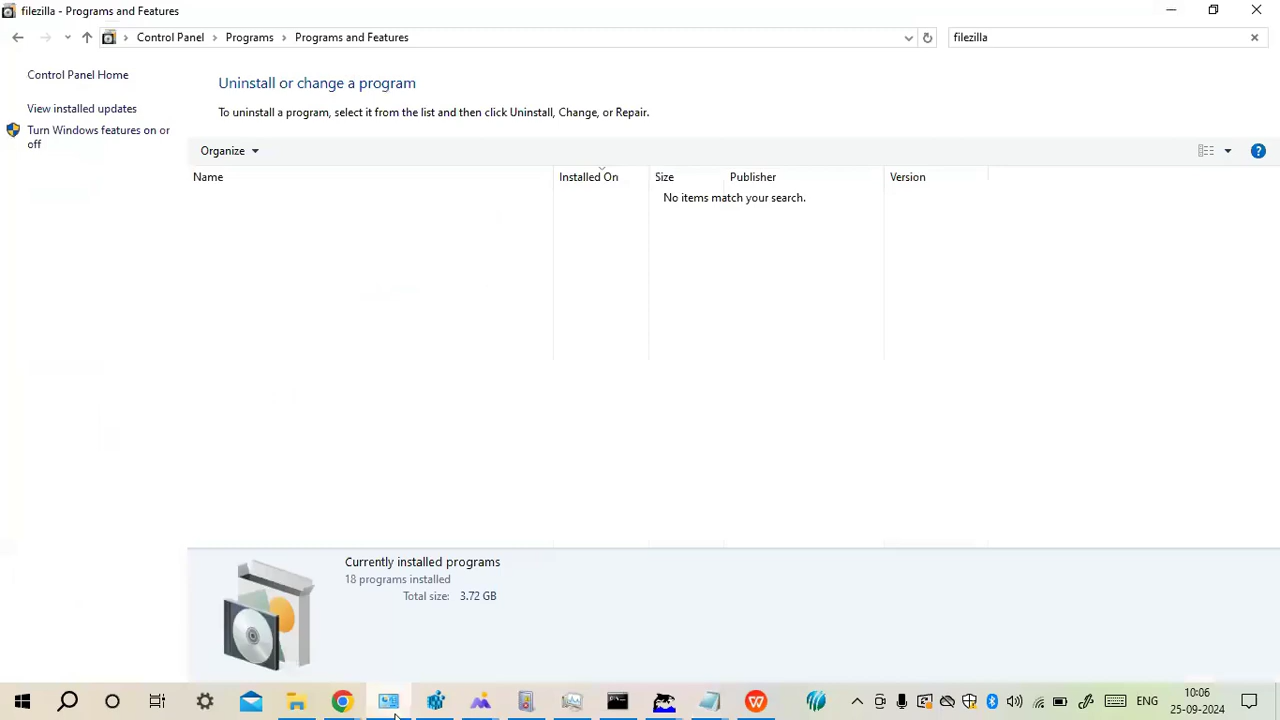 filezilla - Programs and Features
Control Panel
Programs
Programs and Features
filezilla
Control Panel Home
View installed updates
Turn Windows features on or
off
Uninstall or change a program
To uninstall a program, select it from the list and then click Uninstall, Change, or Repair.
Organize
Name
Installed On
Size
Publisher
Version
No items match your search.
Currently installed programs
18 programs installed
Total size: 3.72 GB
ENG
10:06
25-09-2024